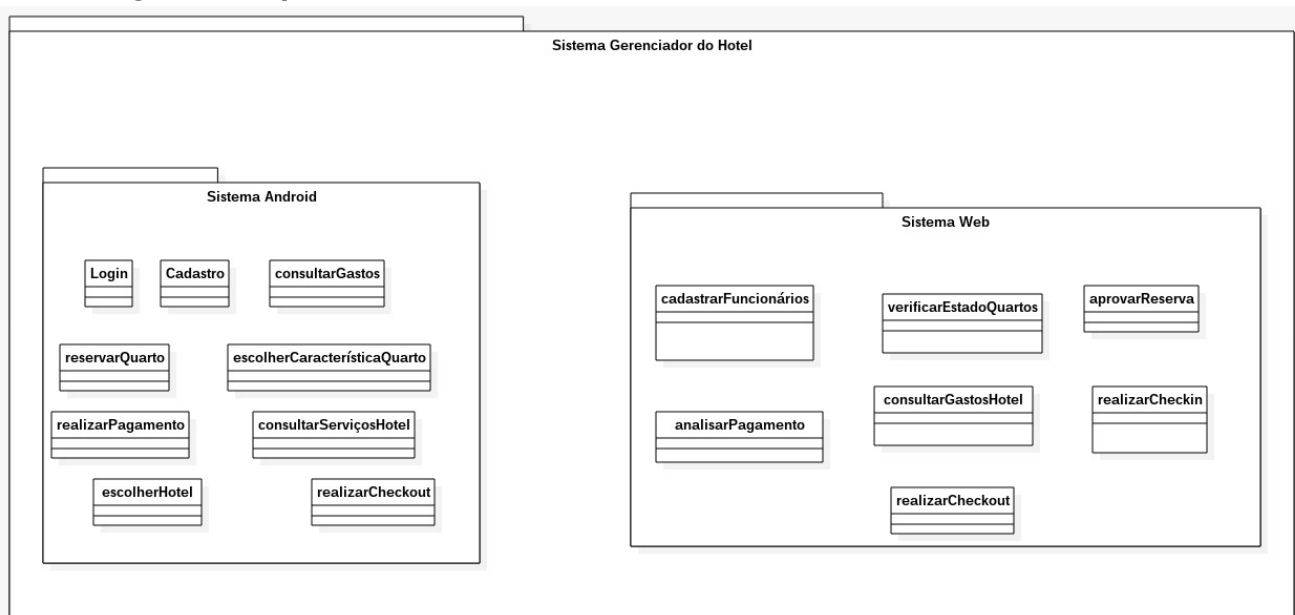 Sistema Gerenciador do Hotel
Sistema Android
Login
Cadastro
consultarGastos
reservarQuarto
escolherCaracterísticaQuarto
realizarPagamento
consultarServiçosHotel
escolherHotel
realizarCheckout
Sistema Web
cadastrarFuncionários
verificarEstadoQuartos
aprovarReserva
analisarPagamento
consultarGastosHotel
realizarCheckin
realizarCheckout